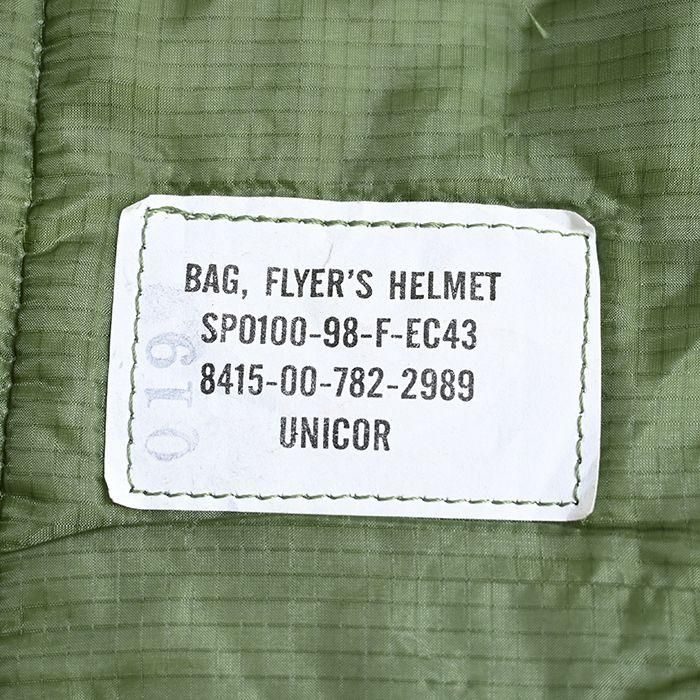 BAG, FLYER'S HELMET
SPO100-98-F-EC43
8415-00-782-2989
UNICOR
019